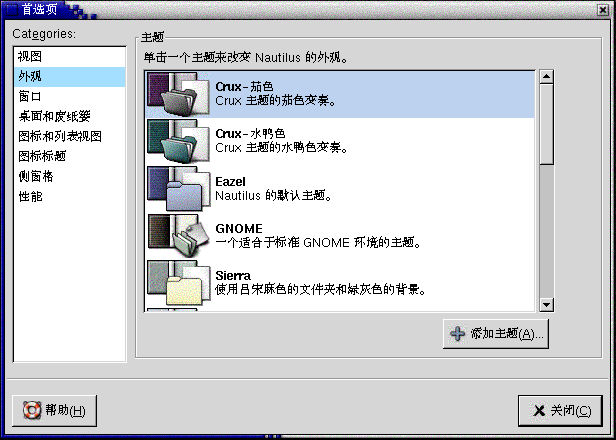 首选项
Categories:
视图
外观
窗口
桌面和废纸篓
图标和列表视图
图标标题
侧窗格
性能
主题
单击一个主题来改变 Nautilus 的外观。
Crux-茄色
Crux 主题的茄色变奏。
Crux-水鸭色
Crux 主题的水鸭色变奏。
Eazel
Nautilus 的默认主题。
GNOME
一个适合于标准 GNOME 环境的主题。
Sierra
使用吕宋麻色的文件夹和绿灰色的背景。
添加主题(A)...
帮助(H)
关闭(C)